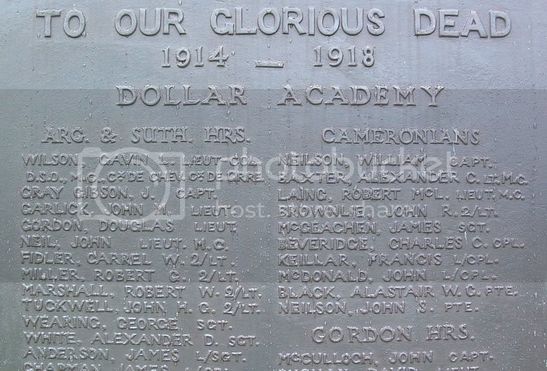 TO OUR GLORIOUS DEAD
1914 — 1918
DOLLAR ACADEMY
ARG. & SUTH. HRS.
WILSON, GAVIN L. LIEUT-COL.
D.S.O., M.C.
GRAY GIBSON, J. CAPT.
GARLICK, JOHN H. LIEUT.
GORDON, DOUGLAS LIEUT.
NEIL, JOHN LIEUT. M.C.
FIDLER, CARREL W. 2/LT.
MILLER, ROBERT G. 2/LT.
MARSHALL, ROBERT W. 2/LT.
TUCKWELL, JOHN H. G. 2/LT.
WEARING, GEORGE, SGT.
WHITE, ALEXANDER D. SGT.
ANDERSON, JAMES L/SGT.
CHAPMAN, JAMES
CAMERONIANS
NEILSON, WILLIAM CAPT.
BAXTER, ALEXANDER C. LT. M.C.
LAING, ROBERT MCL. LIEUT. M.C.
BROWNLIE, JOHN R. 2/LT.
MCGEACHEN, JAMES SGT.
BEVERIDGE, CHARLES C. CPL.
KEILLAR, FRANCIS L/CPL.
MCDONALD, JOHN L/CPL.
BLACK, ALASTAIR W. G. PTE.
NEILSON, JOHN S. PTE.
GORDON HRS.
MCCULLOCH, JOHN CAPT.
DAVID LIEUT.